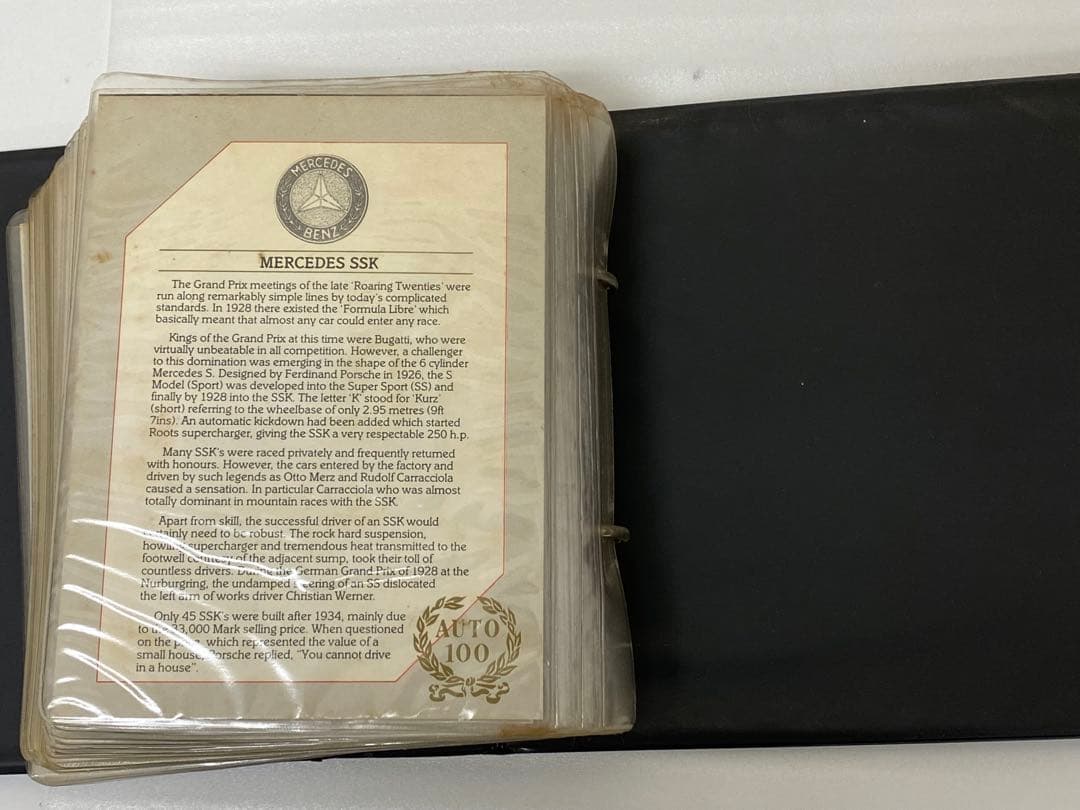 MERCEDES
BENZ
MERCEDES SSK
The Grand Prix meetings of the late 'Roaring Twenties' were
run along remarkably simple lines by today's complicated
standards. In 1928 there existed the 'Formula Libre' which
basically meant that almost any car could enter any race.
Kings of the Grand Prix at this time were Bugatti, who were
virtually unbeatable in all competition. However, a challenger
to this domination was emerging in the shape of the 6 cylinder
Mercedes S. Designed by Ferdinand Porsche in 1926, the S
Model (Sport) was developed into the Super Sport (SS) and
finally by 1928 into the SSK. The letter 'K' stood for 'Kurz'
(short) referring to the wheelbase of only 2.95 metres (9ft
7ins). An automatic kickdown had been added which started
Roots supercharger, giving the SSK a very respectable 250 h.p.
Many SSK's were raced privately and frequently returned
with honours. However, the cars entered by the factory and
driven by such legends as Otto Merz and Rudolf Carracciola
caused a sensation. In particular Carracciola who was almost
totally dominant in mountain races with the SSK.
Apart from skill, the successful driver of an SSK would
certainly need to be robust. The rock hard suspension,
howling supercharger and tremendous heat transmitted to the
footwell courtesy of the adjacent sump, took their toll of
countless drivers. During the German Grand Prix of 1928 at the
Nurburgring, the undamped steering of an SS dislocated
the left arm of works driver Christian Werner.
Only 45 SSK's were built after 1934, mainly due
to the 33,000 Mark selling price. When questioned
on the price, which represented the value of a
small house, Porsche replied, "You cannot drive
in a house".
AUTO
100